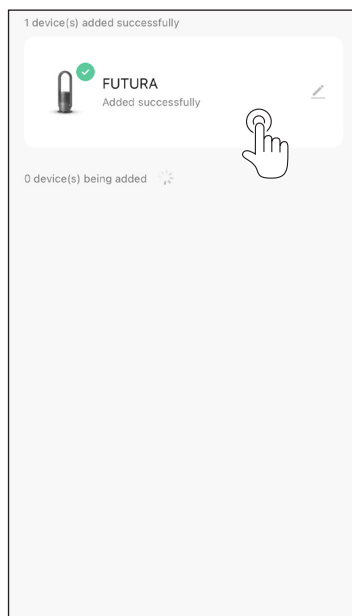 1 device(s) added successfully
FUTURA
Added successfully
0 device(s) being added